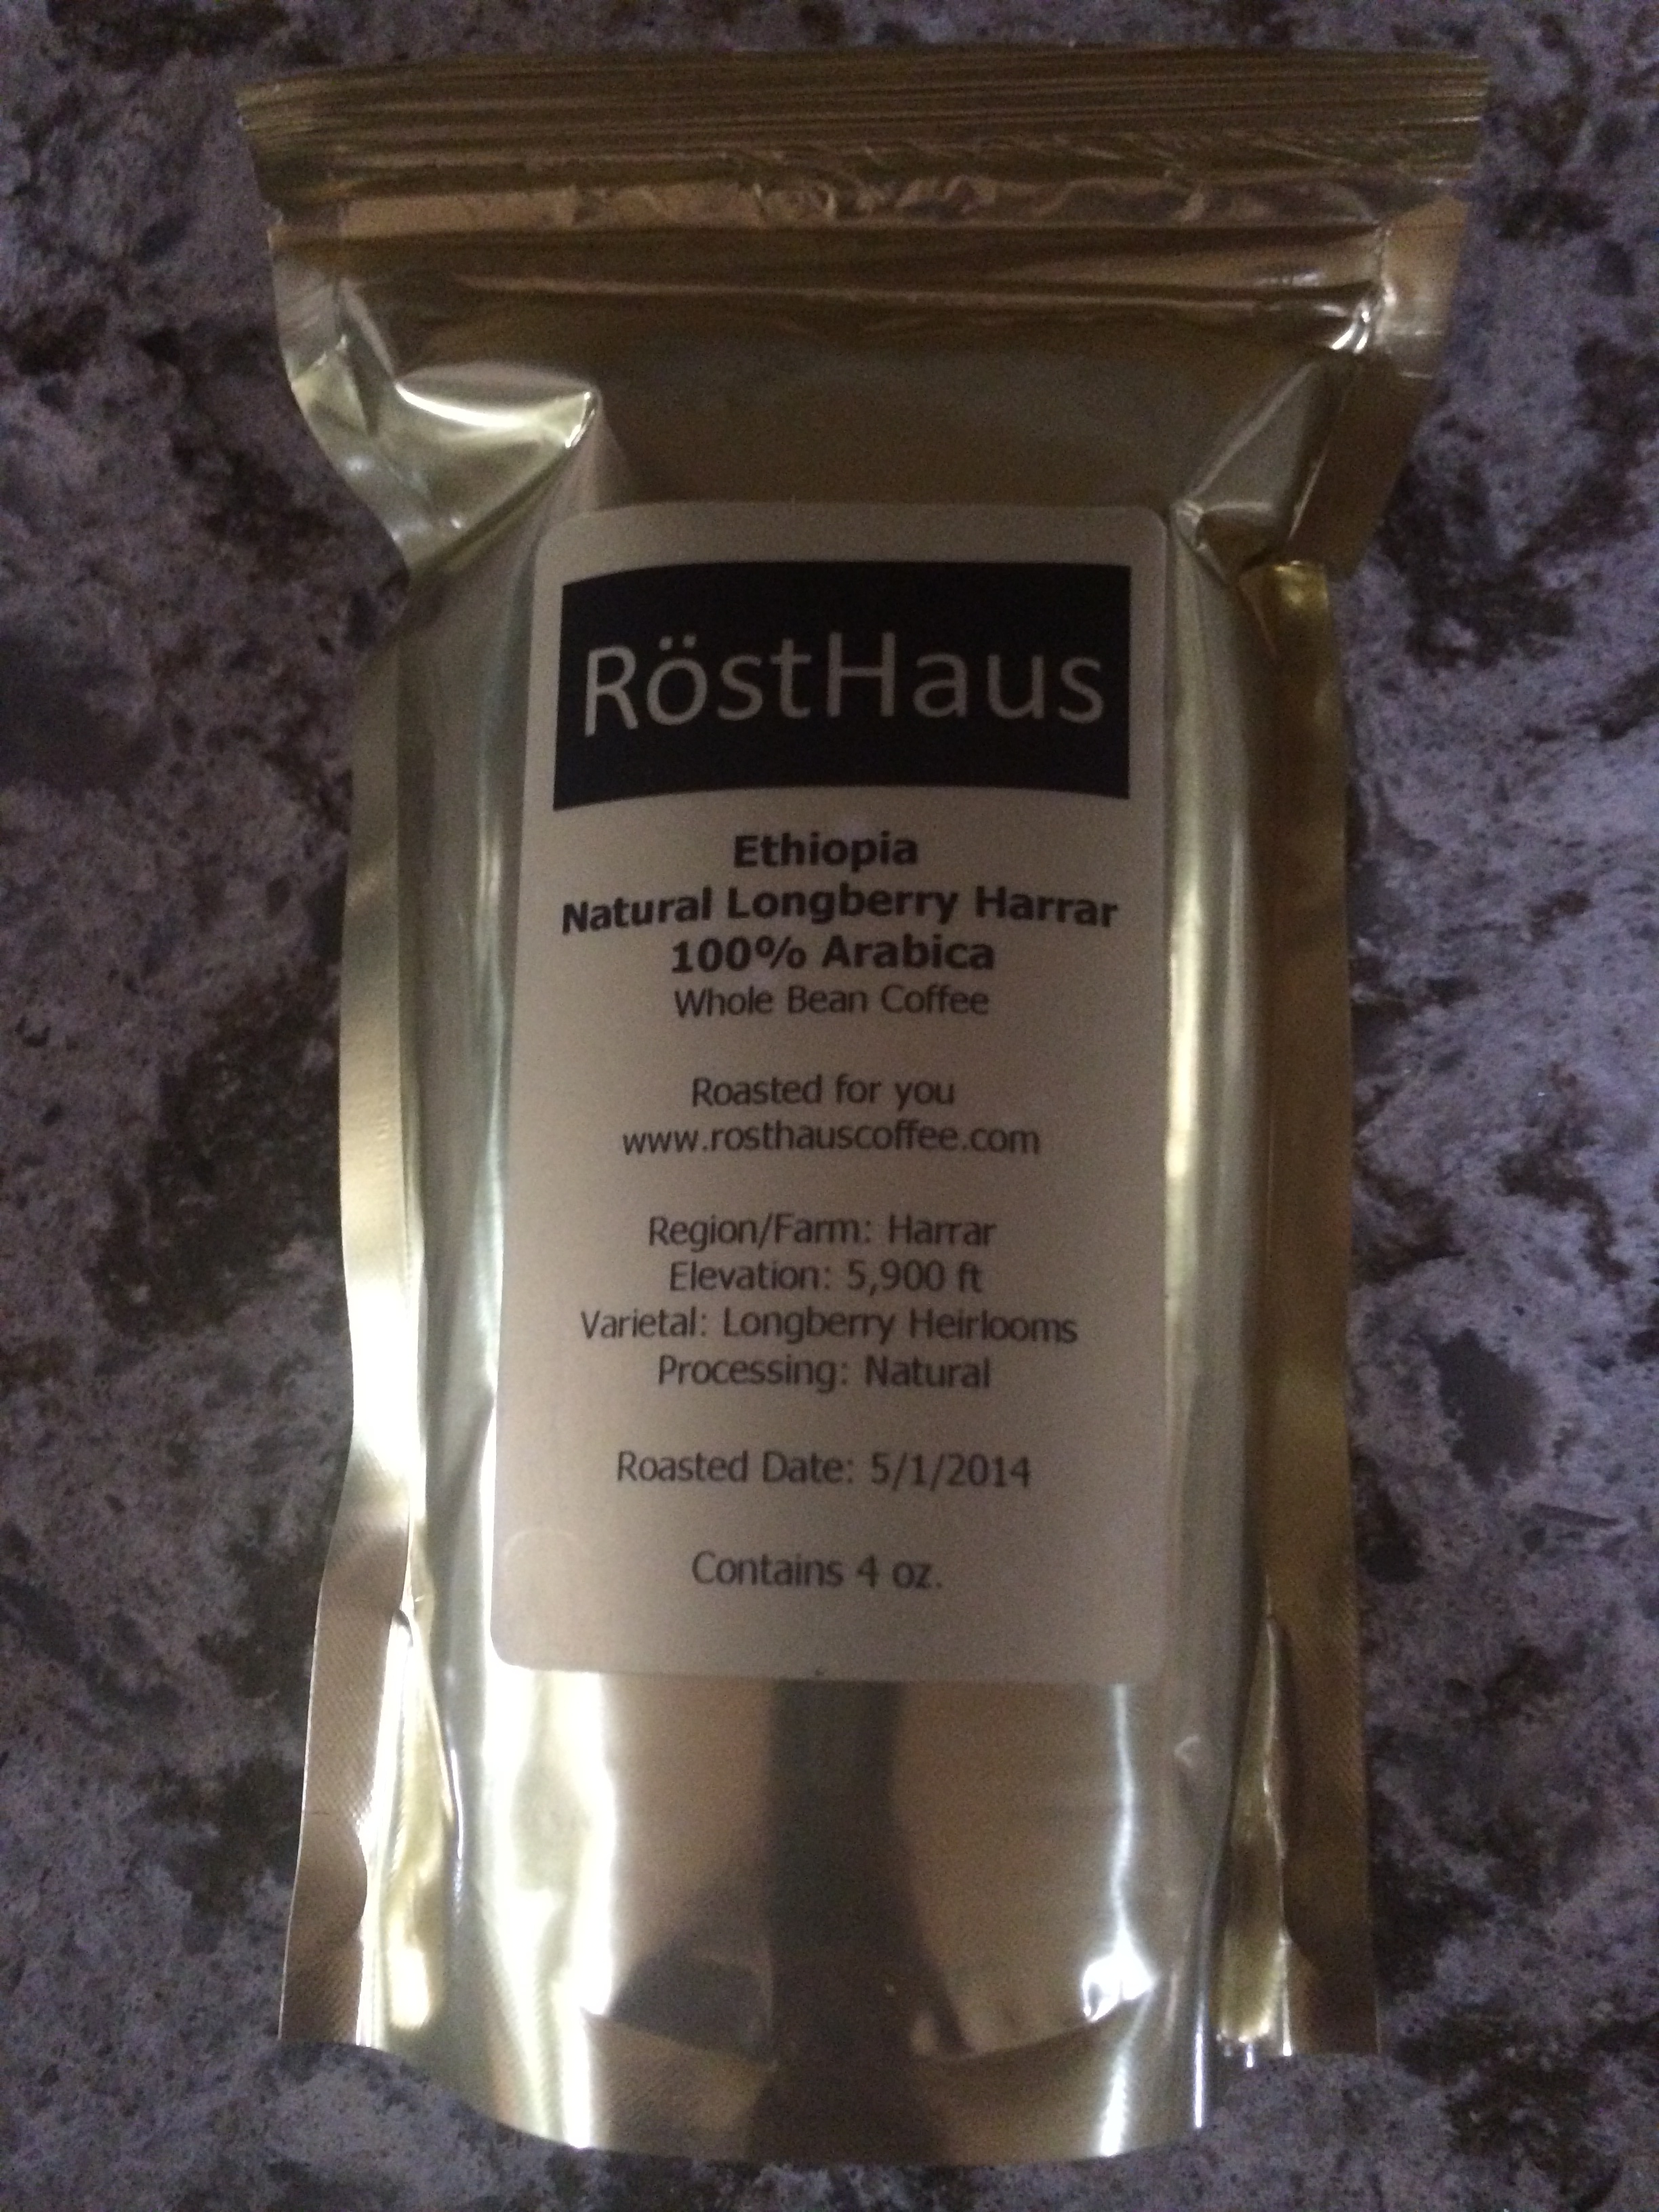 RöstHaus
Ethiopia
Natural Longberry Harrar
100% Arabica
Whole Bean Coffee
Roasted for you
www.rosthauscoffee.com
Region/Farm: Harrar
Elevation: 5,900 ft
Varietal: Longberry Heirlooms
Processing: Natural
Roasted Date: 5/1/2014
Contains 4 oz.